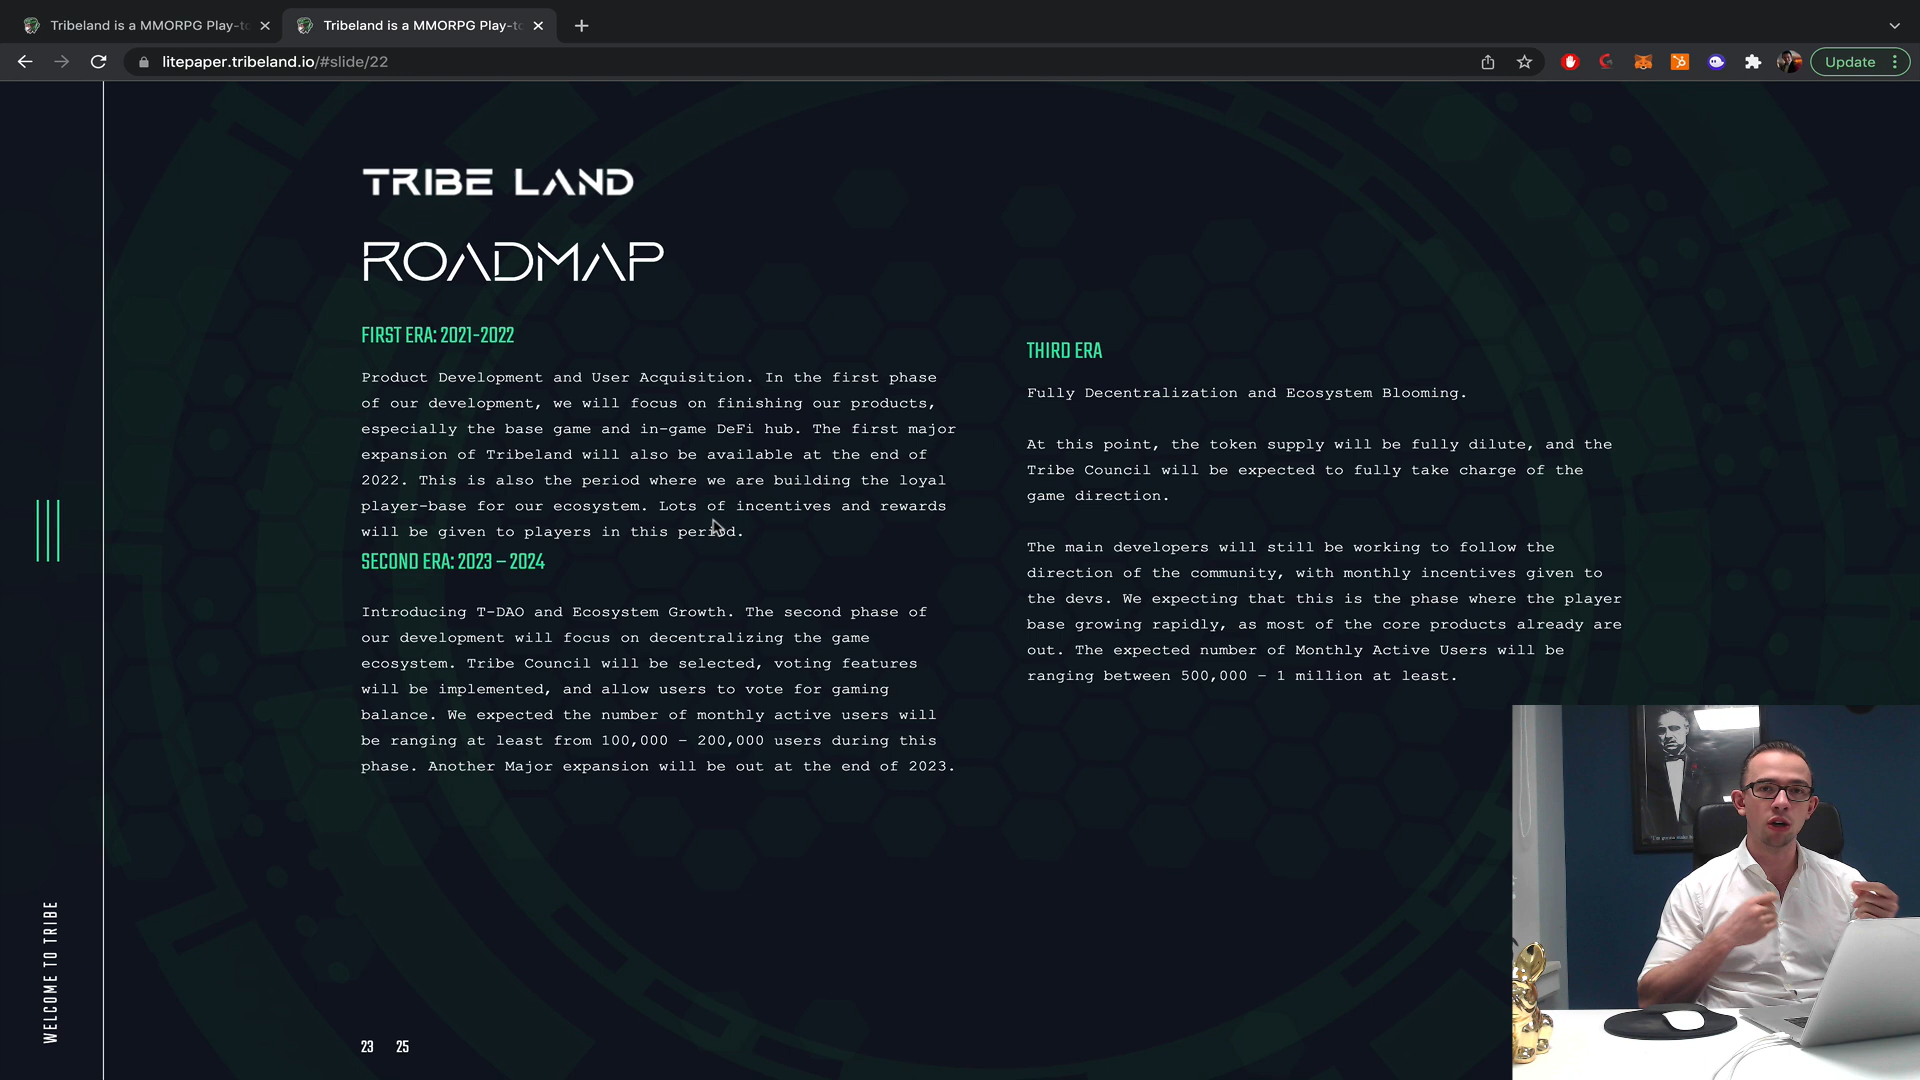 Tribeland is a MMORPG Play-to
Tribeland is a MMORPG Play-to
litepaper.tribeland.io/#slide/22
Update
TRIBE LAND
ROADMAP
FIRST ERA: 2021-2022
Product Development and User Acquisition. In the first phase
of our development, we will focus on finishing our products,
especially the base game and in-game DeFi hub. The first major
expansion of Tribeland will also be available at the end of
2022. This is also the period where we are building the loyal
player-base for our ecosystem. Lots of incentives and rewards
will be given to players in this period.
SECOND ERA: 2023 – 2024
Introducing T-DAO and Ecosystem Growth. The second phase of
our development will focus on decentralizing the game
ecosystem. Tribe Council will be selected, voting features
will be implemented, and allow users to vote for gaming
balance. We expected the number of monthly active users will
be ranging at least from 100,000 – 200,000 users during this
phase. Another Major expansion will be out at the end of 2023.
THIRD ERA
Fully Decentralization and Ecosystem Blooming.
At this point, the token supply will be fully dilute, and the
Tribe Council will be expected to fully take charge of the
game direction.
The main developers will still be working to follow the
direction of the community, with monthly incentives given to
the devs. We expecting that this is the phase where the player
base growing rapidly, as most of the core products already are
out. The expected number of Monthly Active Users will be
ranging between 500,000 – 1 million at least.
WELCOME TO TRIBE
23 25